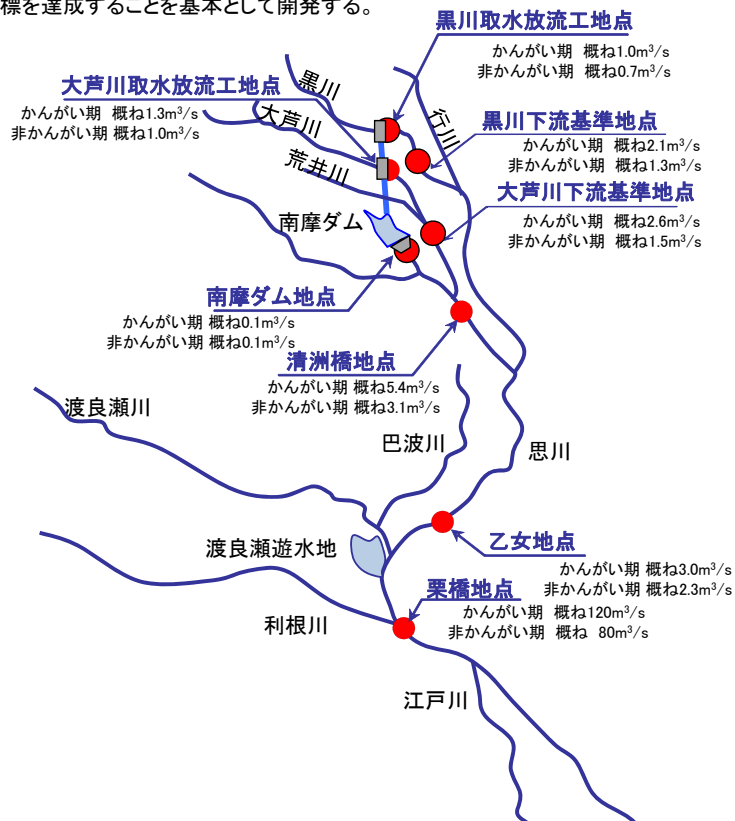 標を達成することを基本として開発する。
黒川取水放流工地点
かんがい期 概ね1.0m³/s
非かんがい期 概ね0.7m³/s
大芦川取水放流工地点
かんがい期 概ね1.3m³/s
非かんがい期 概ね1.0m³/s
黒川
大芦川
荒井川
行川
黒川下流基準地点
かんがい期 概ね2.1m³/s
非かんがい期 概ね1.3m³/s
大芦川下流基準地点
かんがい期 概ね2.6m³/s
非かんがい期 概ね1.5m³/s
南摩ダム
南摩ダム地点
かんがい期 概ね0.1m³/s
非かんがい期 概ね0.1m³/s
清洲橋地点
かんがい期 概ね5.4m³/s
非かんがい期 概ね3.1m³/s
渡良瀬川
巴波川
思川
渡良瀬遊水地
乙女地点
かんがい期 概ね3.0m³/s
非かんがい期 概ね2.3m³/s
栗橋地点
かんがい期 概ね120m³/s
非かんがい期 概ね 80m³/s
利根川
江戸川